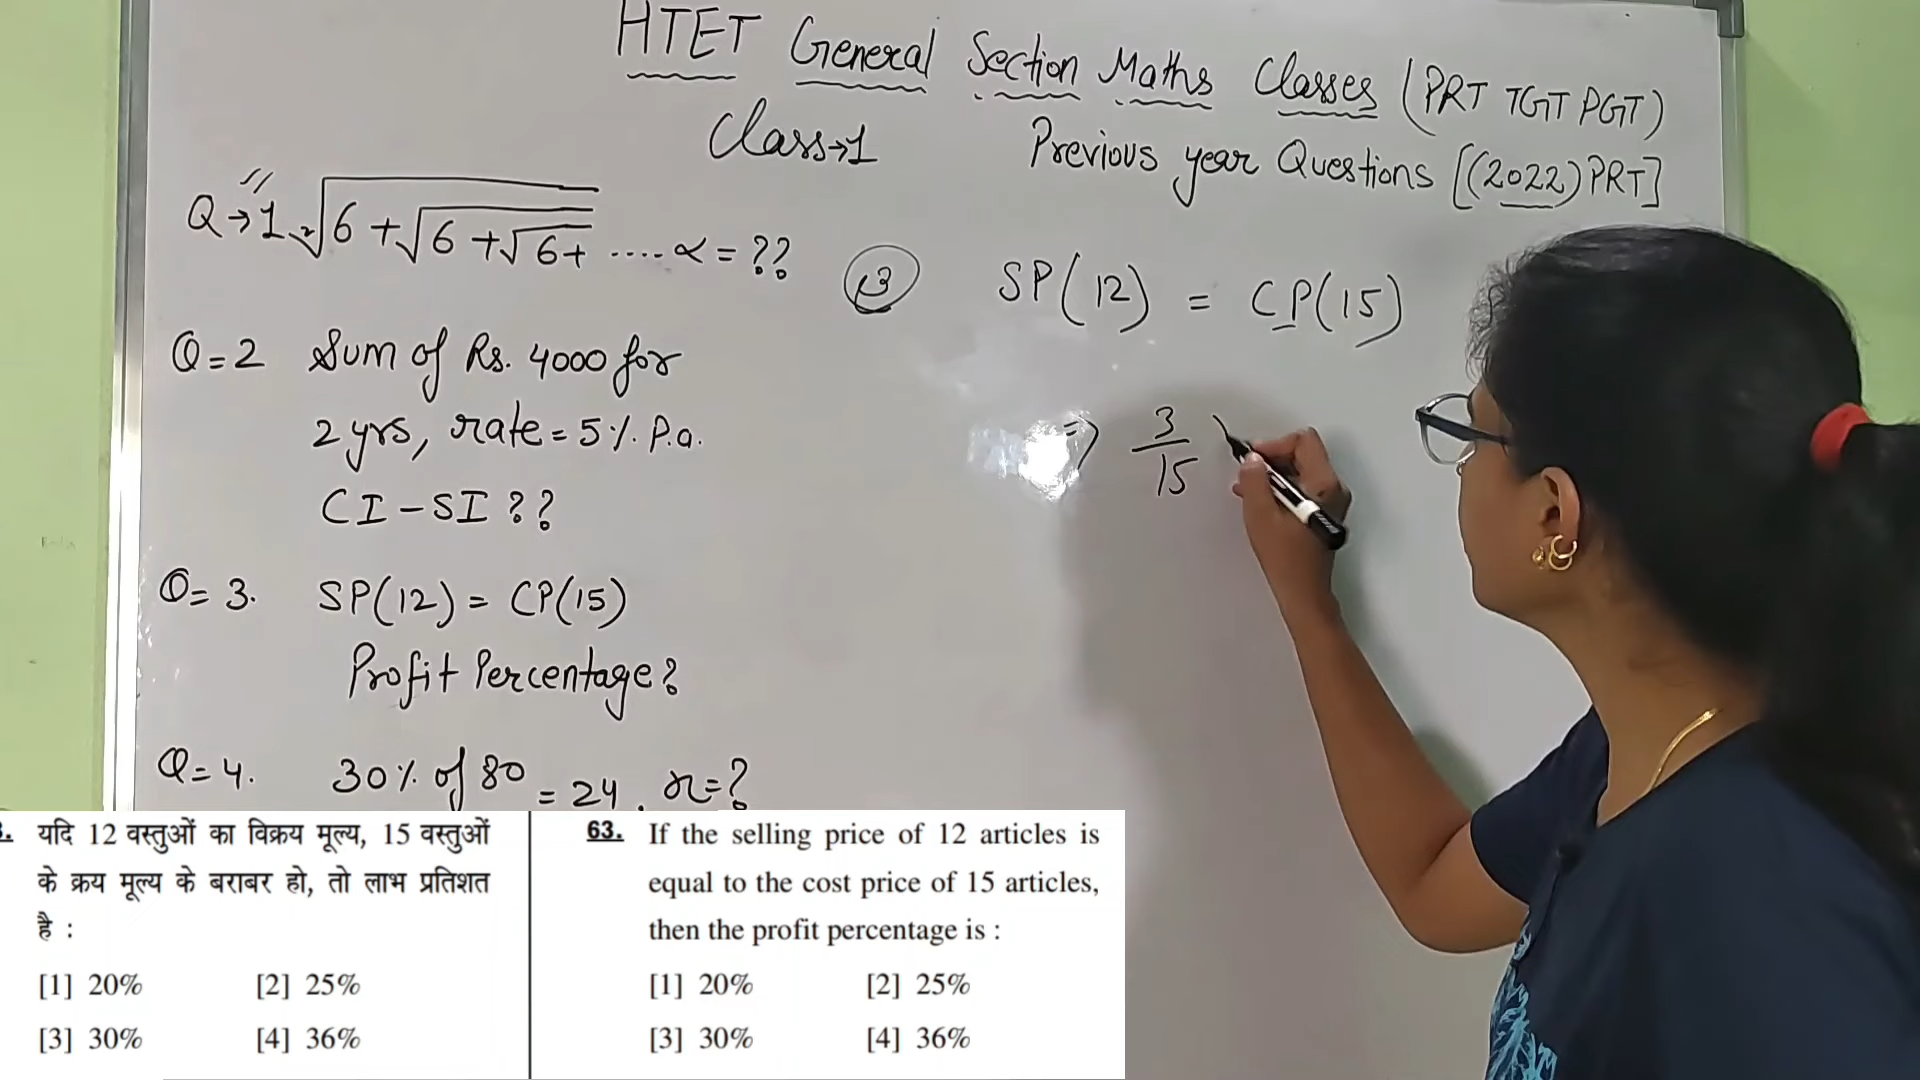 HTET General Section Maths Classes (PRT TGT PGT)
Class→1 Previous year Questions [(2022)PRT]
Q→1 ²√6+√6+√6+ ....∝=??
Q=2 Sum of Rs. 4000 for
2yrs, rate=5%. P.a.
CI-SI??
Q=3. SP(12)= CP(15)
Profit Percentage?
Q=4. 30% of 80 = 24, x=?
3
SP(12) = CP(15)
⇒ 3/15
. यदि 12 वस्तुओं का विक्रय मूल्य, 15 वस्तुओं
के क्रय मूल्य के बराबर हो, तो लाभ प्रतिशत
है :
[1] 20% [2] 25%
[3] 30% [4] 36%
63. If the selling price of 12 articles is
equal to the cost price of 15 articles,
then the profit percentage is :
[1] 20% [2] 25%
[3] 30% [4] 36%